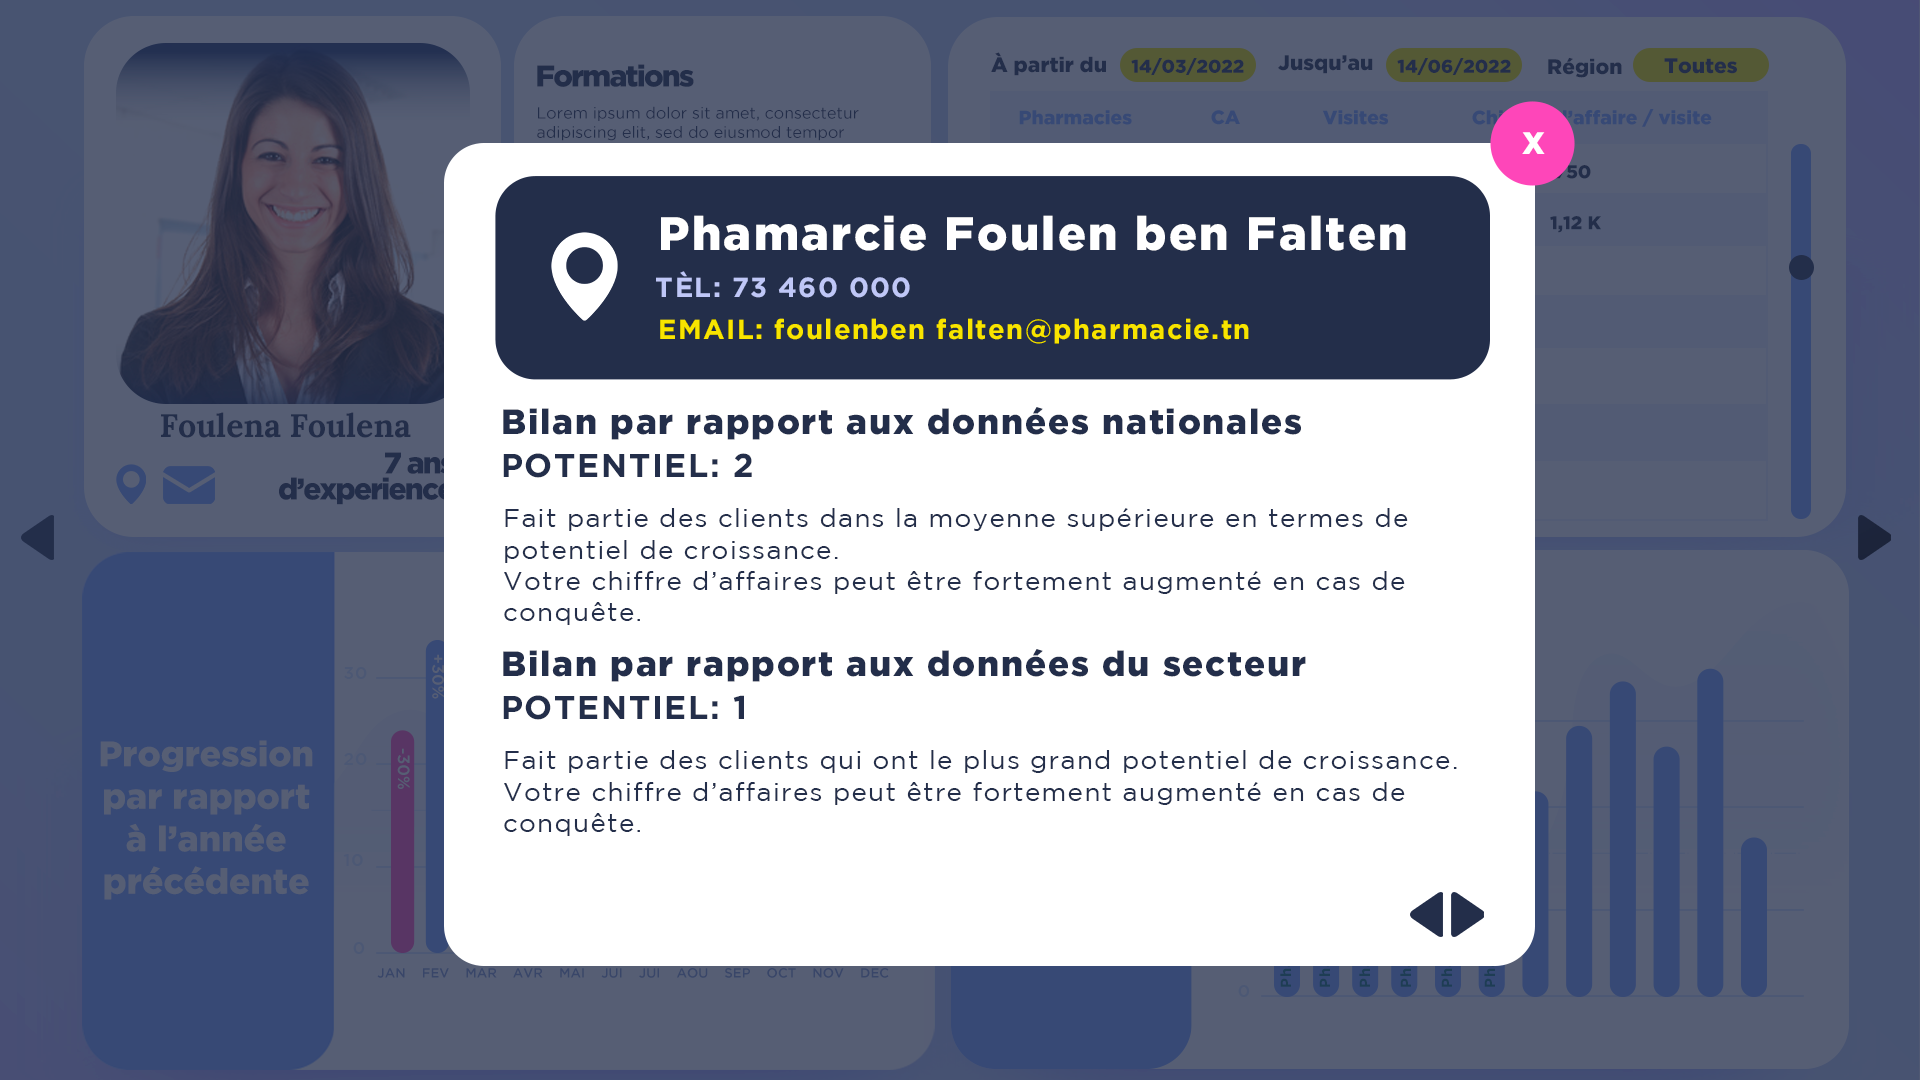 Formations
Lorem ipsum dolor sit amet, consectetur
adipiscing elit, sed do eiusmod tempor
À partir du 14/03/2022 Jusqu'au 14/06/2022 Région Toutes
Pharmacies CA Visites l'affaire / visite
50
1,12 K
X
Phamarcie Foulen ben Falten
TÈL: 73 460 000
EMAIL: foulenben falten@pharmacie.tn
Bilan par rapport aux données nationales
POTENTIEL: 2
Fait partie des clients dans la moyenne supérieure en termes de
potentiel de croissance.
Votre chiffre d'affaires peut être fortement augmenté en cas de
conquête.
Bilan par rapport aux données du secteur
POTENTIEL: 1
Fait partie des clients qui ont le plus grand potentiel de croissance.
Votre chiffre d'affaires peut être fortement augmenté en cas de
conquête.
Foulena Foulena
7 ans
d'experience
Progression
par rapport
à l'année
précédente
30
20
10
0
-30%
+30%
JAN FEV MAR AVR MAI JUI JUI AOU SEP OCT NOV DEC
0
Ph Ph Ph Ph Ph Ph